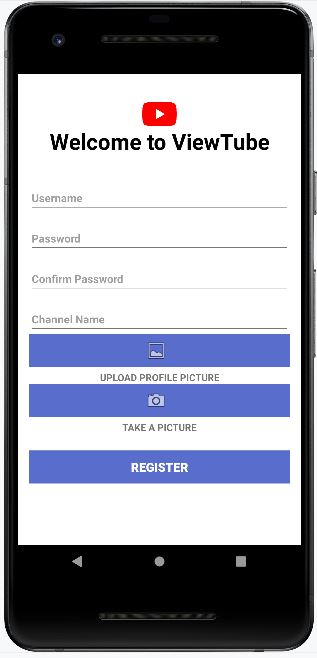 Welcome to ViewTube
Username
Password
Confirm Password
Channel Name
UPLOAD PROFILE PICTURE
TAKE A PICTURE
REGISTER